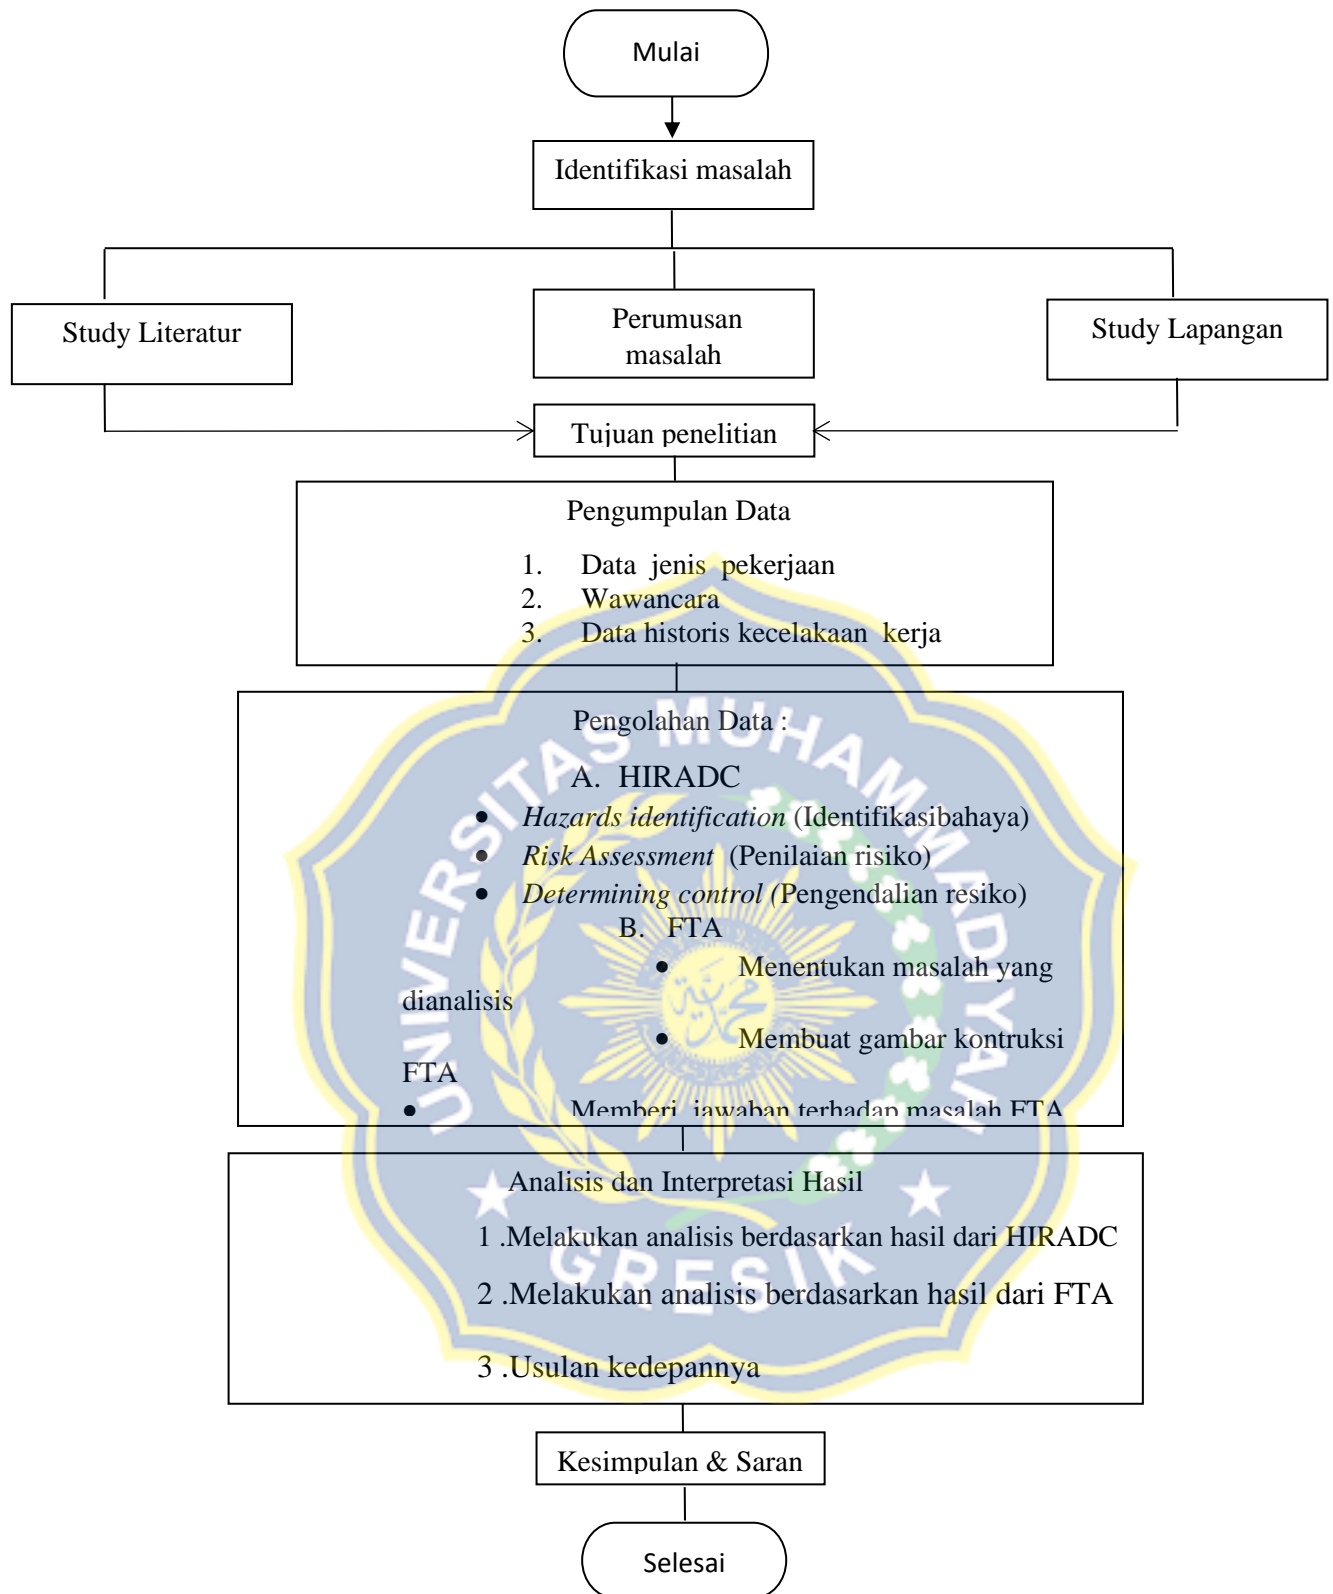 Mulai
Identifikasi masalah
Study Literatur
Perumusan
masalah
Study Lapangan
Tujuan penelitian
Pengumpulan Data
1. Data jenis pekerjaan
2. Wawancara
3. Data historis kecelakaan kerja
Pengolahan Data :
A. HIRADC
• Hazards identification (Identifikasibahaya)
• Risk Assessment (Penilaian risiko)
• Determining control (Pengendalian resiko)
B. FTA
• Menentukan masalah yang
dianalisis
• Membuat gambar kontruksi
FTA
• Memberi jawaban terhadap masalah FTA
Analisis dan Interpretasi Hasil
1 .Melakukan analisis berdasarkan hasil dari HIRADC
2 .Melakukan analisis berdasarkan hasil dari FTA
3 .Usulan kedepannya
Kesimpulan & Saran
Selesai
UNIVERSITAS MUHAMMADIYAH
GRESIK